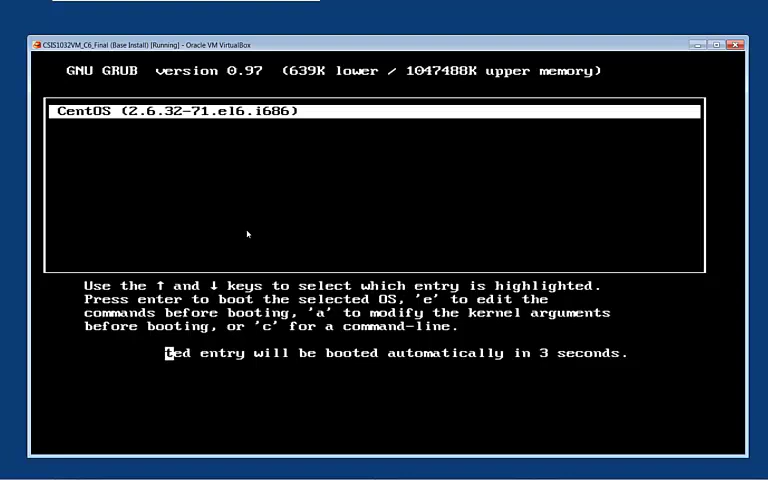 CSIS1032VM_C6_Final (Base Install) [Running] - Oracle VM VirtualBox
GNU GRUB  version 0.97  (639K lower / 1047488K upper memory)
CentOS (2.6.32-71.el6.i686)
Use the ↑ and ↓ keys to select which entry is highlighted.
Press enter to boot the selected OS, 'e' to edit the
commands before booting, 'a' to modify the kernel arguments
before booting, or 'c' for a command-line.
ted entry will be booted automatically in 3 seconds.